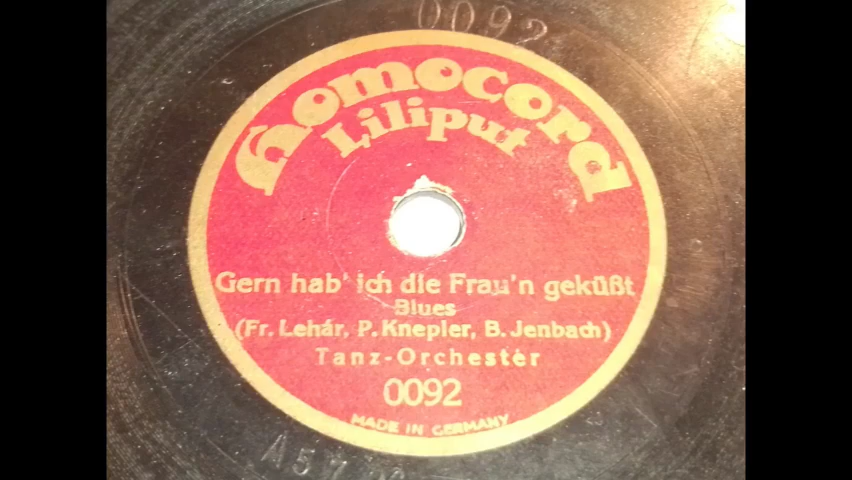 0092
Homocord
Liliput
Gern hab' ich die Frau'n geküßt
Blues
(Fr. Lehár, P. Knepler, B. Jenbach)
Tanz-Orchester
0092
MADE IN GERMANY